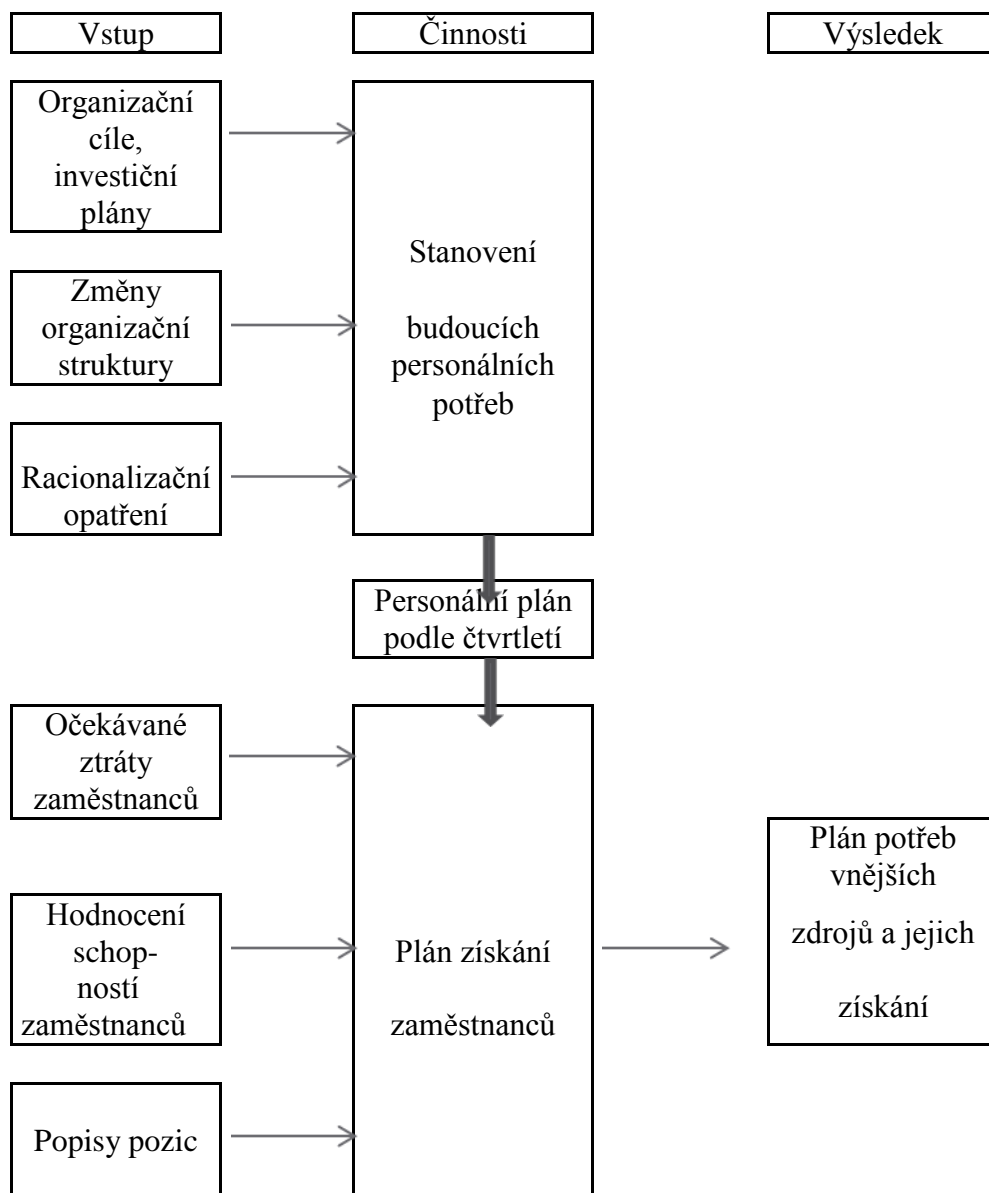 Vstup
Činnosti
Výsledek
Organizační
cíle,
investiční
plány
Změny
organizační
struktury
Racionalizační
opatření
Stanovení
budoucích
personálních
potřeb
Personální plán
podle čtvrtletí
Očekávané
ztráty
zaměstnanců
Hodnocení
schop-
ností
zaměstnanců
Popisy pozic
Plán získání
zaměstnanců
Plán potřeb
vnějších
zdrojů a jejich
získání